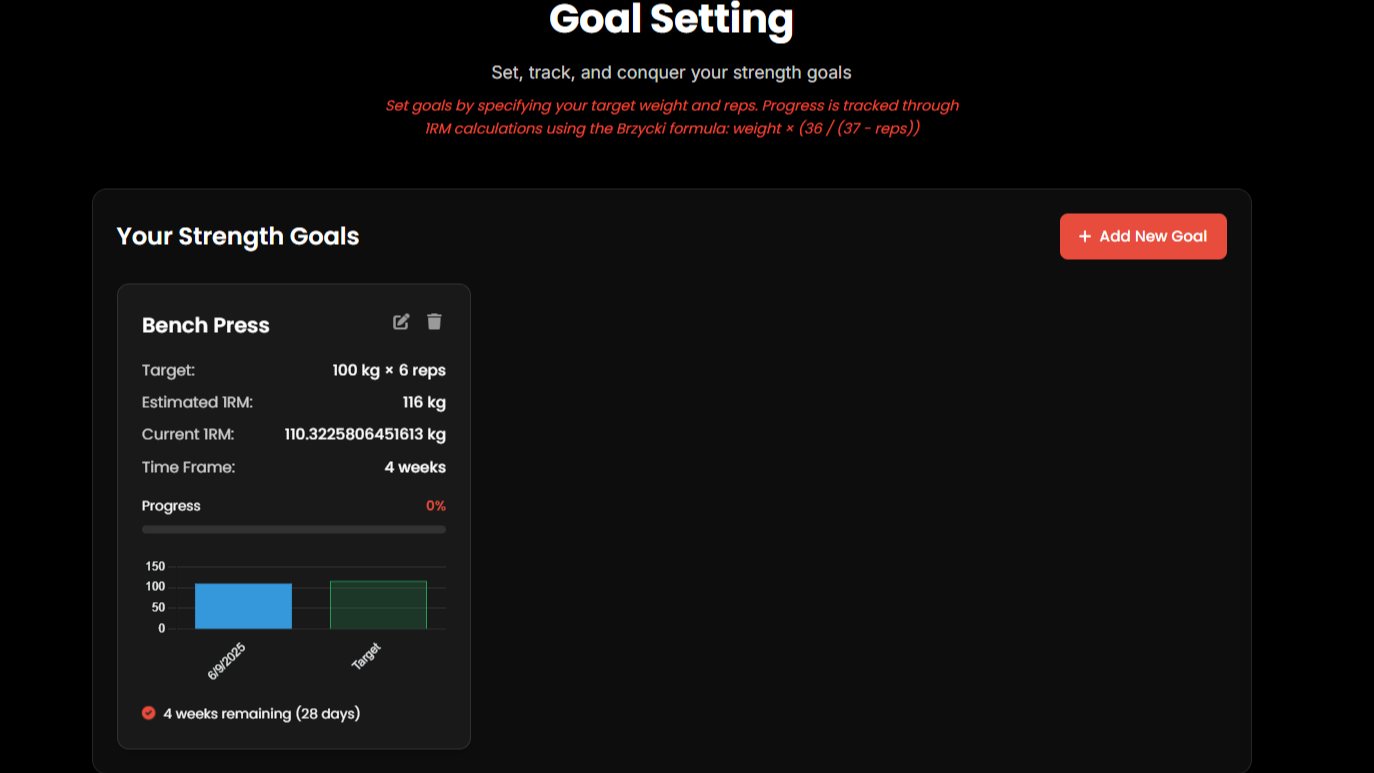 Goal Setting
Set, track, and conquer your strength goals
Set goals by specifying your target weight and reps. Progress is tracked through
1RM calculations using the Brzycki formula: weight × (36 / (37 - reps))
Your Strength Goals
+ Add New Goal
Bench Press
Target: 100 kg × 6 reps
Estimated 1RM: 116 kg
Current 1RM: 110.3225806451613 kg
Time Frame: 4 weeks
Progress 0%
150
100
50
0
6/9/2025 Target
4 weeks remaining (28 days)